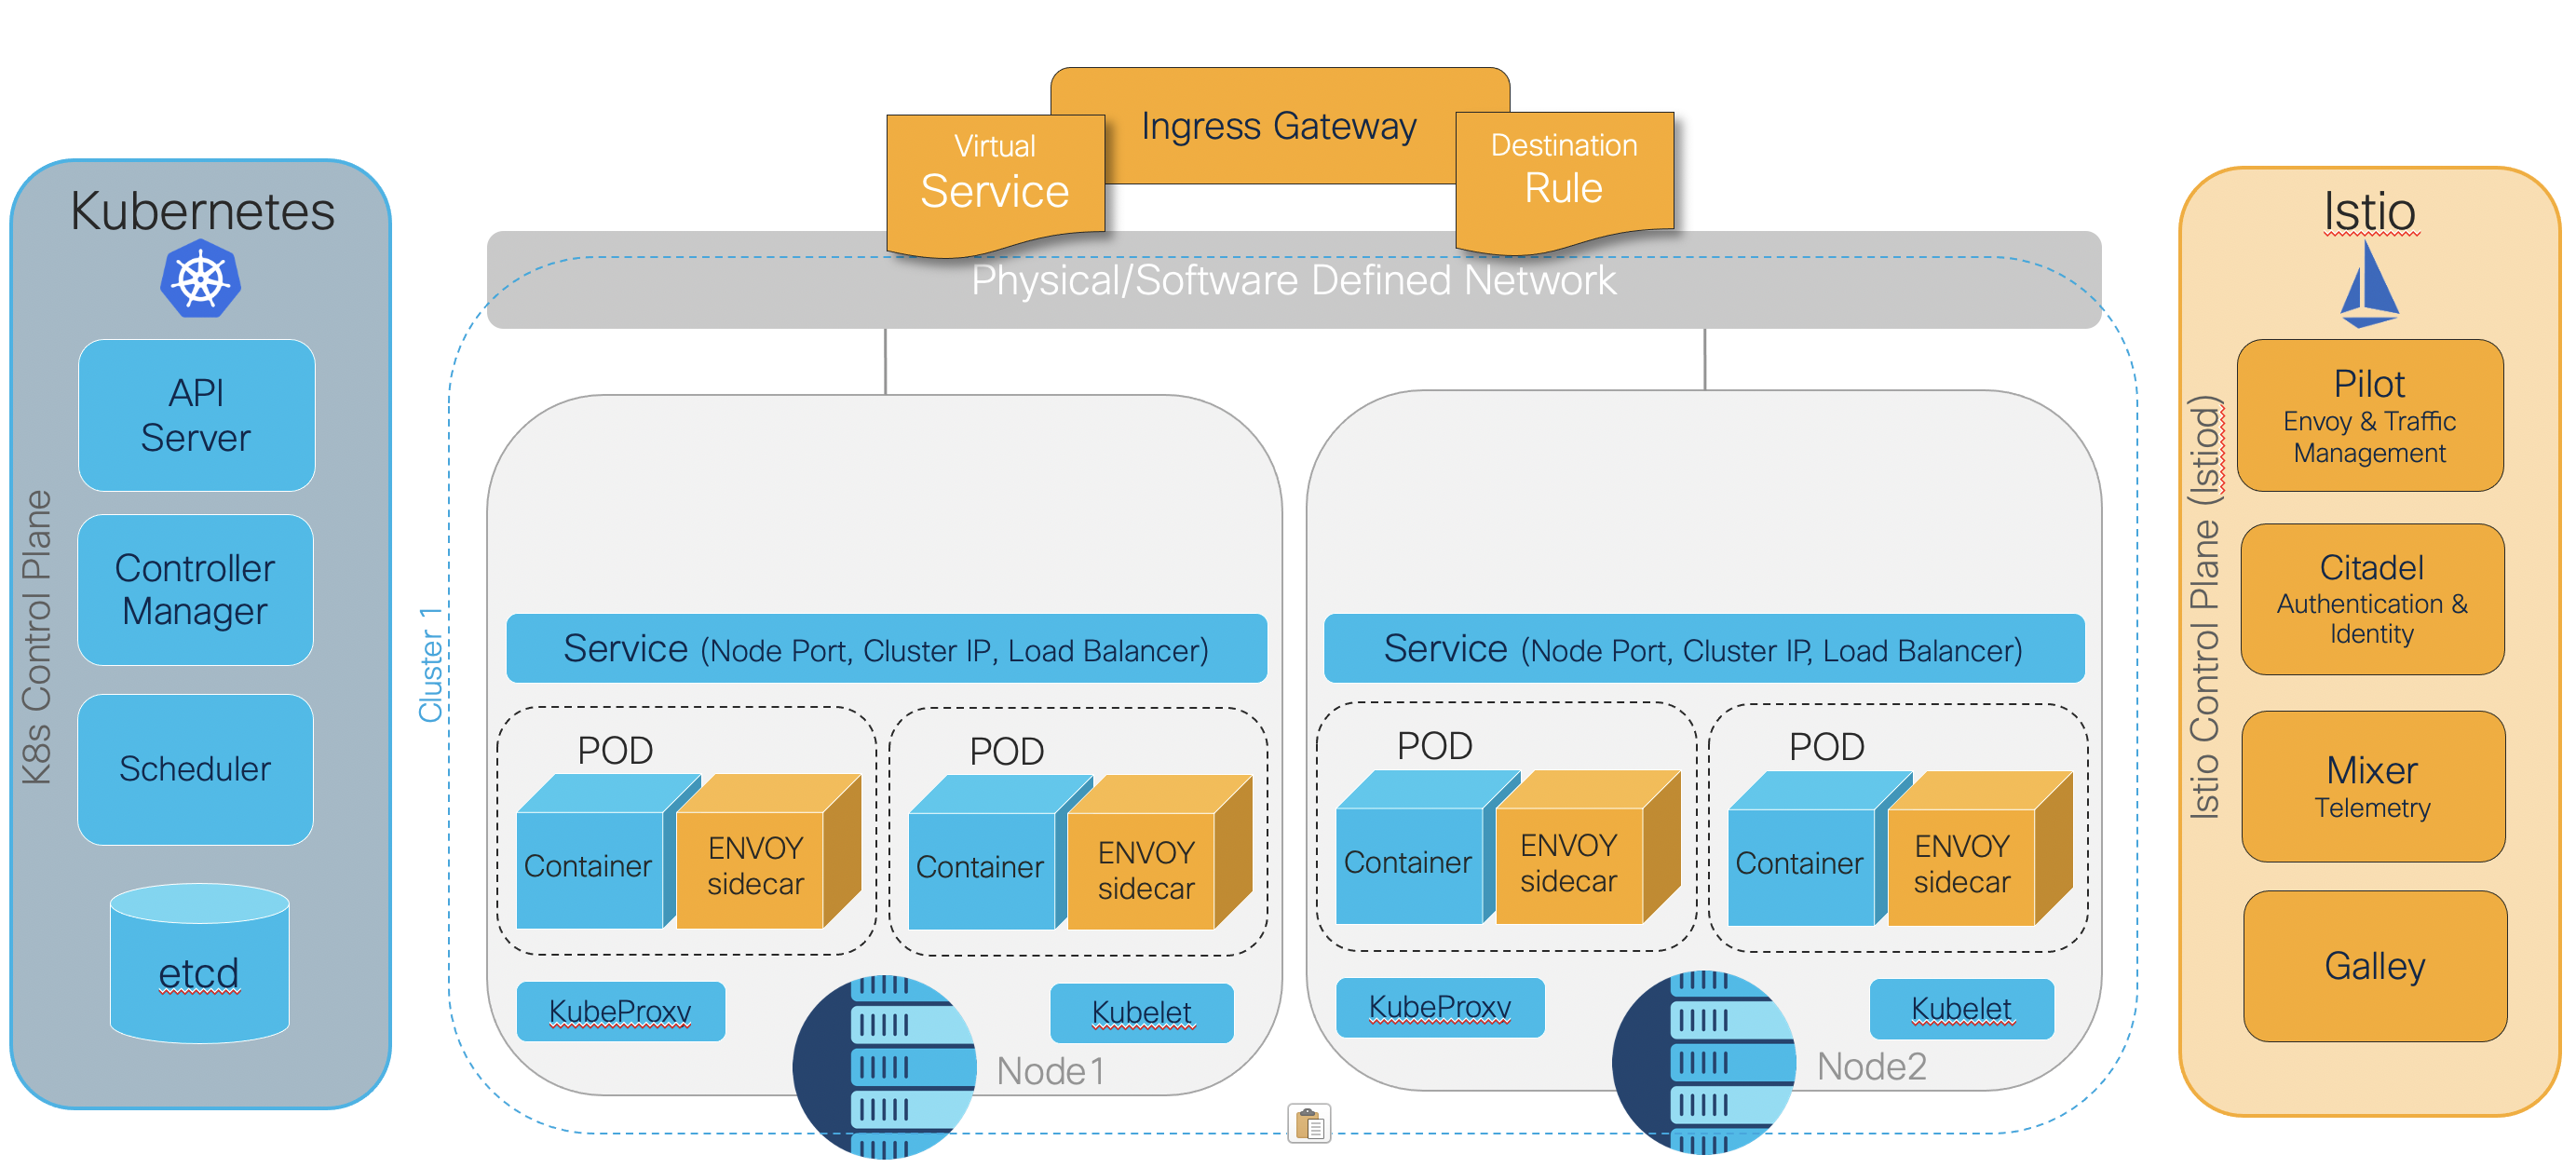 Ingress Gateway
Virtual
Service
Destination
Rule
Physical/Software Defined Network
Kubernetes
K8s Control Plane
API
Server
Controller
Manager
Scheduler
etcd
Cluster 1
Service (Node Port, Cluster IP, Load Balancer)
POD
Container
ENVOY
sidecar
POD
Container
ENVOY
sidecar
KubeProxy
Kubelet
Node1
Service (Node Port, Cluster IP, Load Balancer)
POD
Container
ENVOY
sidecar
POD
Container
ENVOY
sidecar
KubeProxy
Kubelet
Node2
Istio
Istio Control Plane (Istiod)
Pilot
Envoy & Traffic
Management
Citadel
Authentication &
Identity
Mixer
Telemetry
Galley